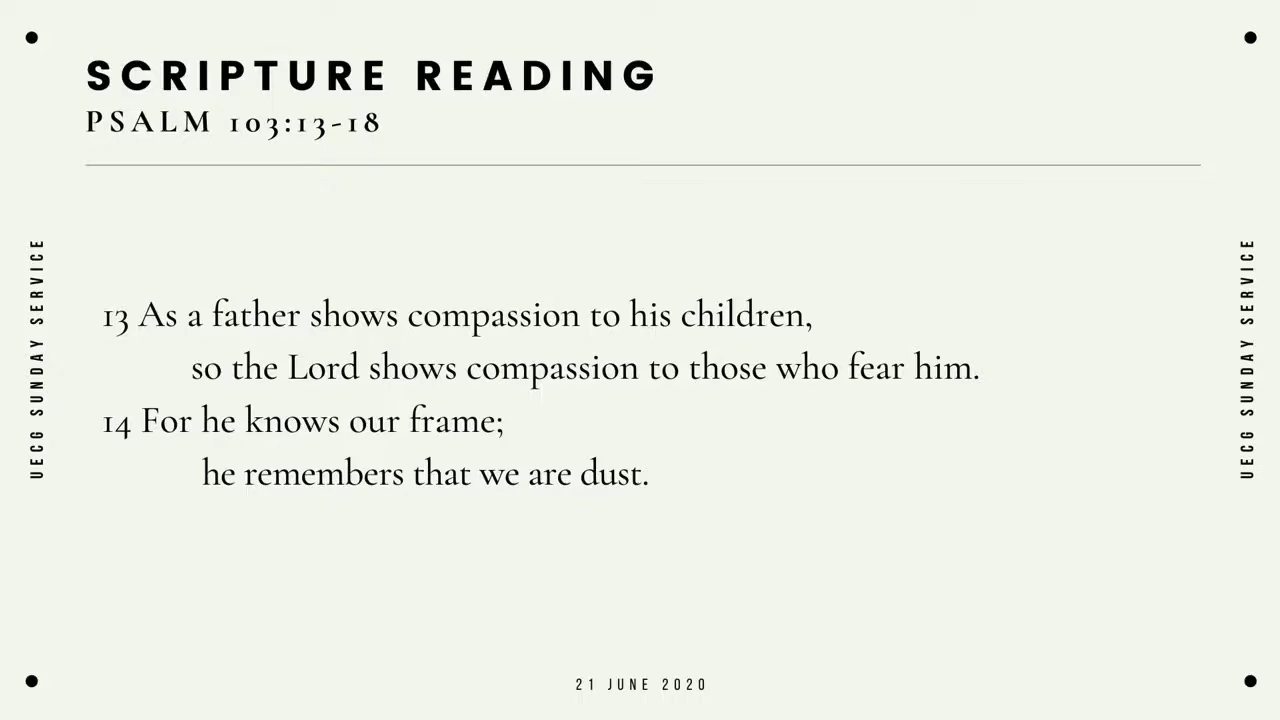 SCRIPTURE READING
PSALM 103:13-18
UECG SUNDAY SERVICE
13 As a father shows compassion to his children,
so the Lord shows compassion to those who fear him.
14 For he knows our frame;
he remembers that we are dust.
UECG SUNDAY SERVICE
21 JUNE 2020